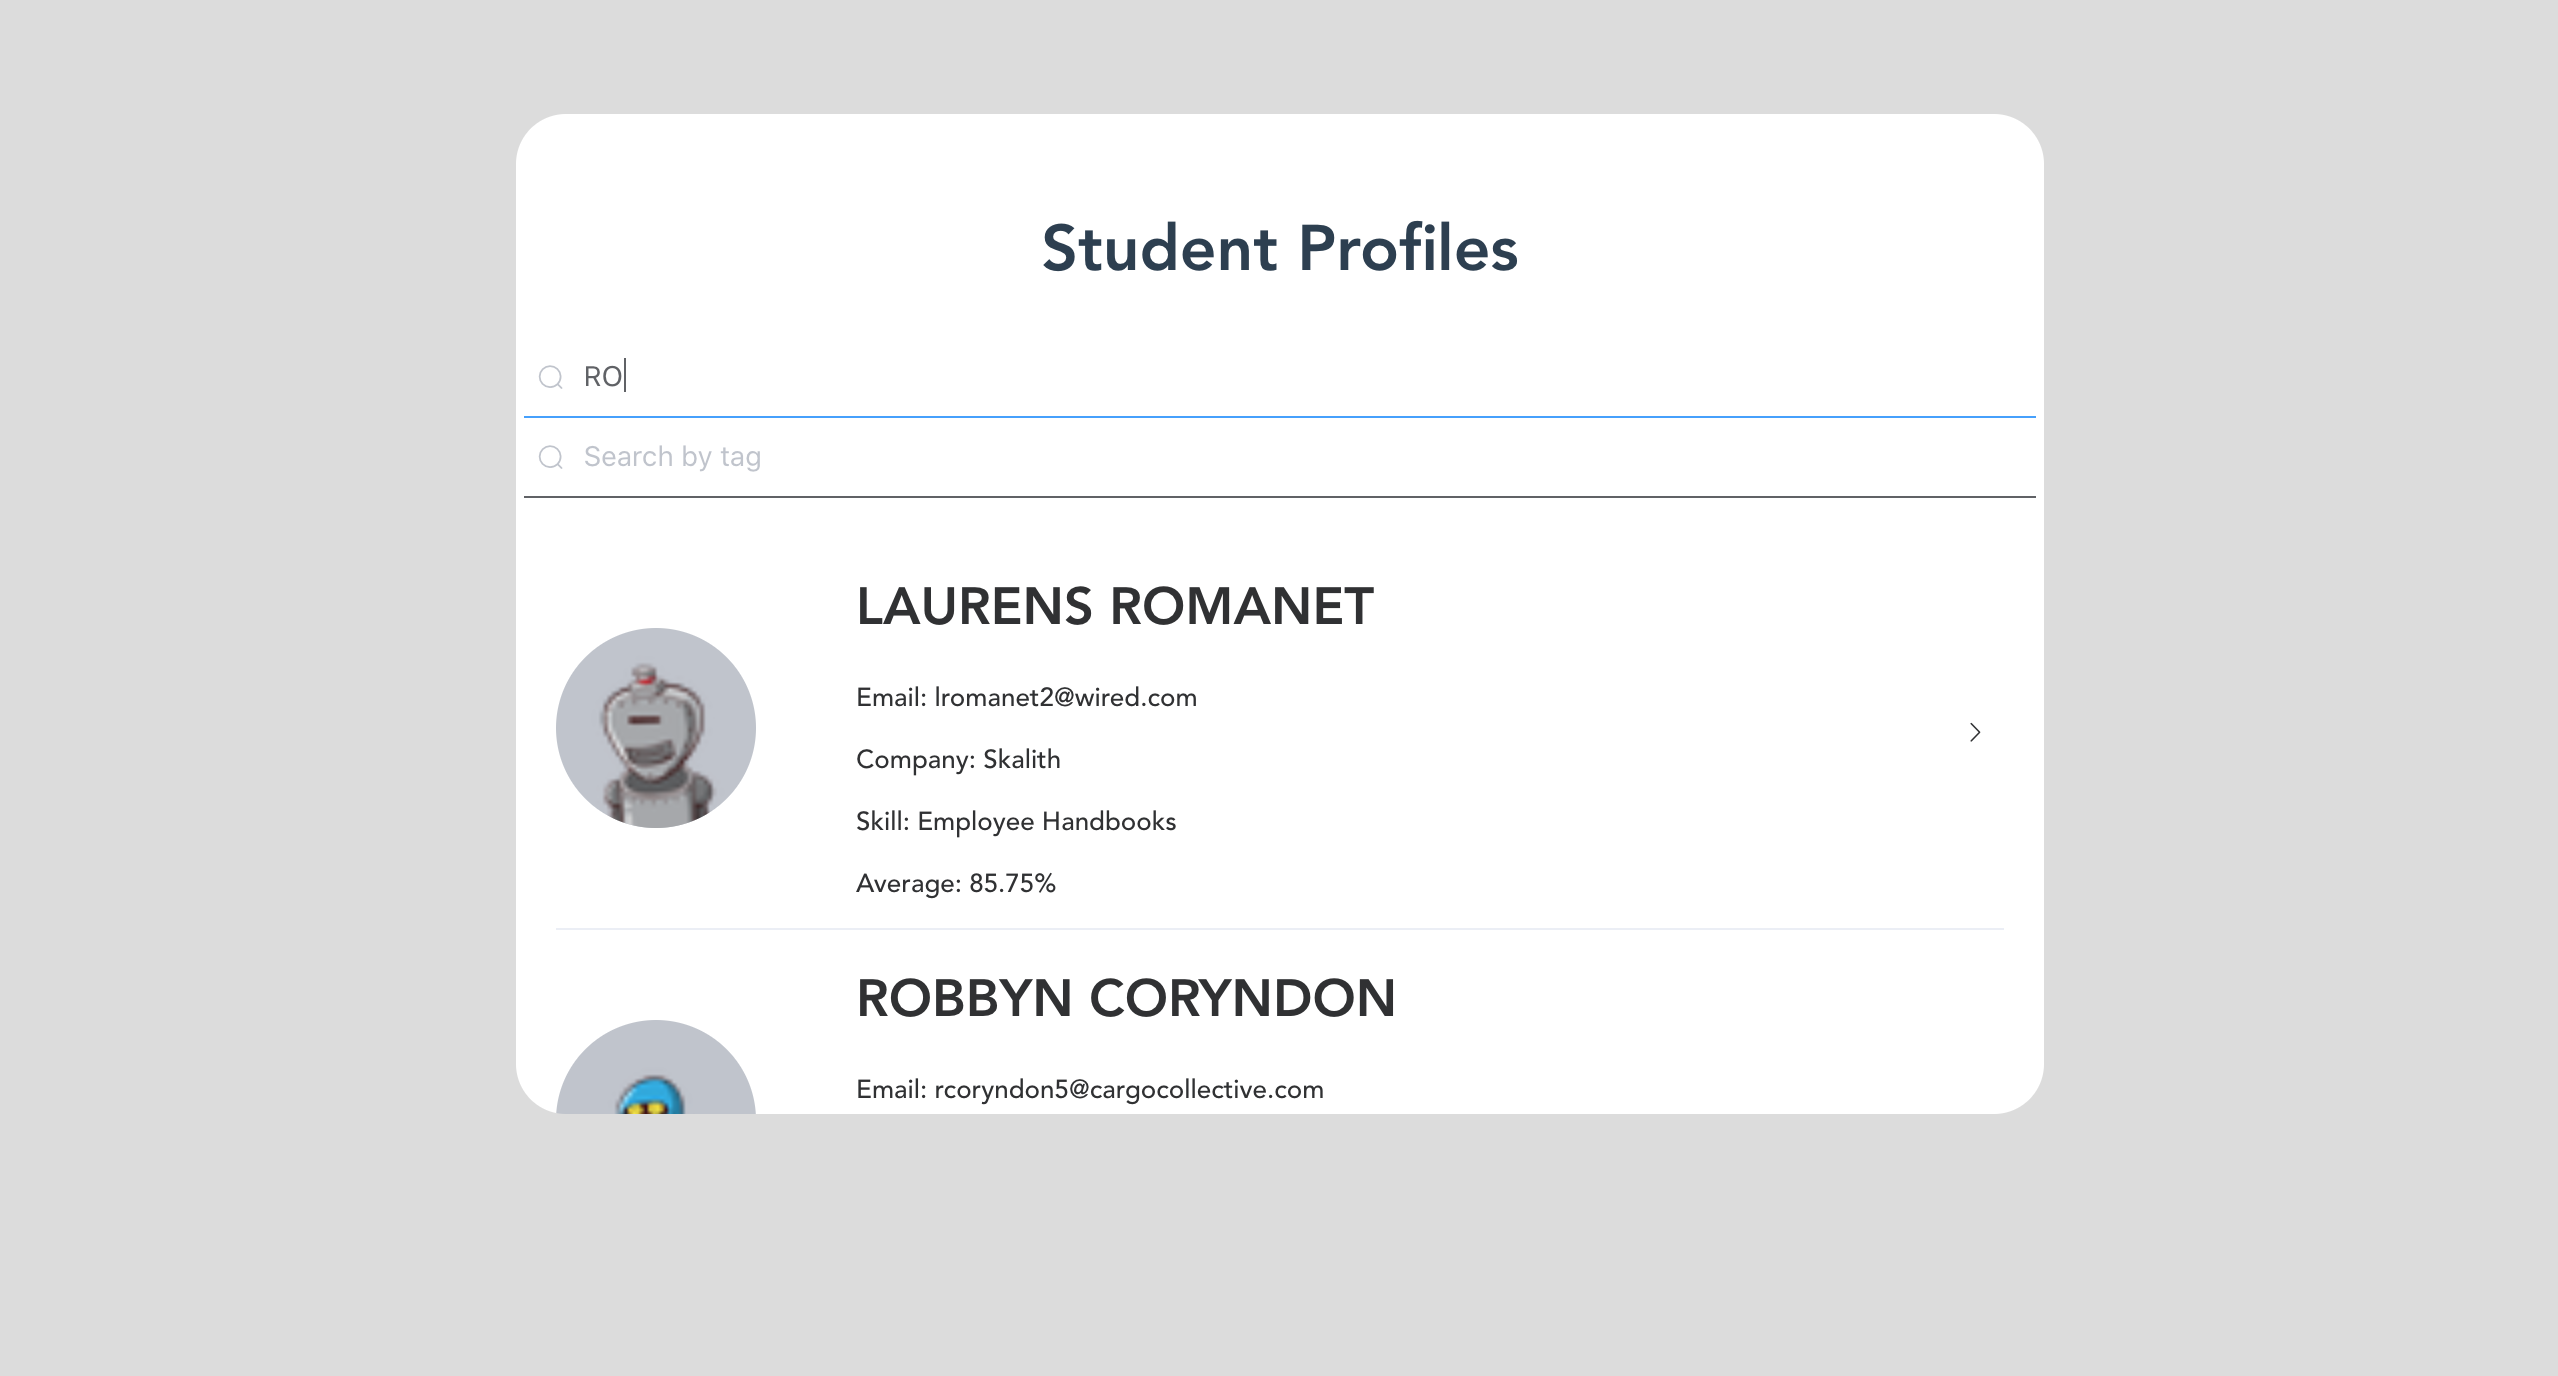 Student Profiles
RO
Search by tag
LAURENS ROMANET
Email: lromanet2@wired.com
Company: Skalith
Skill: Employee Handbooks
Average: 85.75%
ROBBYN CORYNDON
Email: rcoryndon5@cargocollective.com